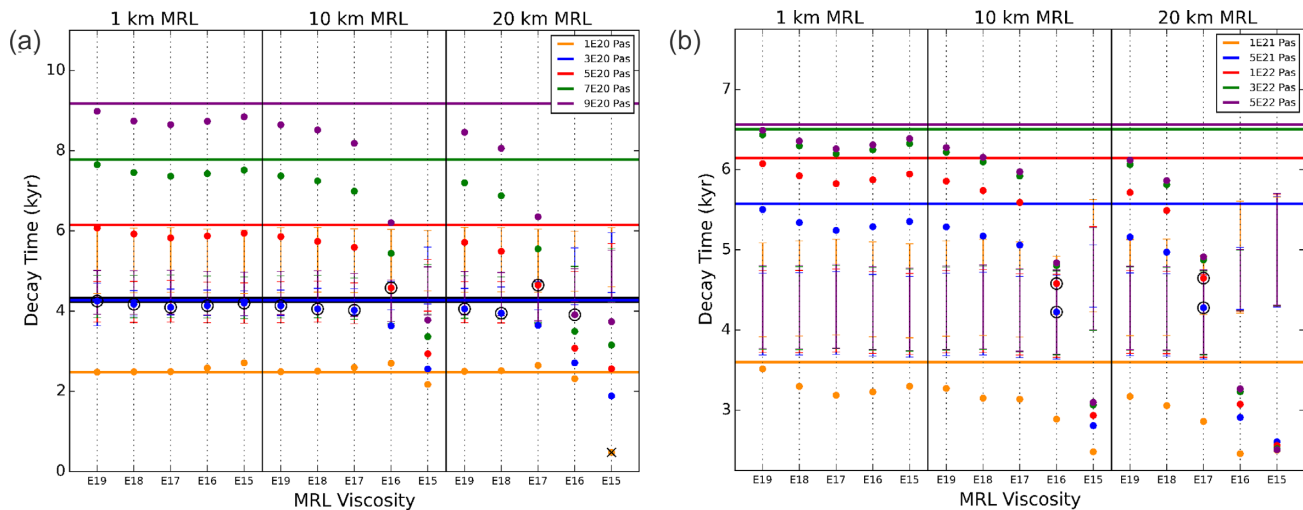 (a)
1 km MRL 10 km MRL 20 km MRL
1E20 Pas
3E20 Pas
5E20 Pas
7E20 Pas
9E20 Pas
Decay Time (kyr)
10
8
6
4
2
0
E19 E18 E17 E16 E15 E19 E18 E17 E16 E15 E19 E18 E17 E16 E15
MRL Viscosity
(b)
1 km MRL 10 km MRL 20 km MRL
1E21 Pas
5E21 Pas
1E22 Pas
3E22 Pas
5E22 Pas
Decay Time (kyr)
7
6
5
4
3
E19 E18 E17 E16 E15 E19 E18 E17 E16 E15 E19 E18 E17 E16 E15
MRL Viscosity